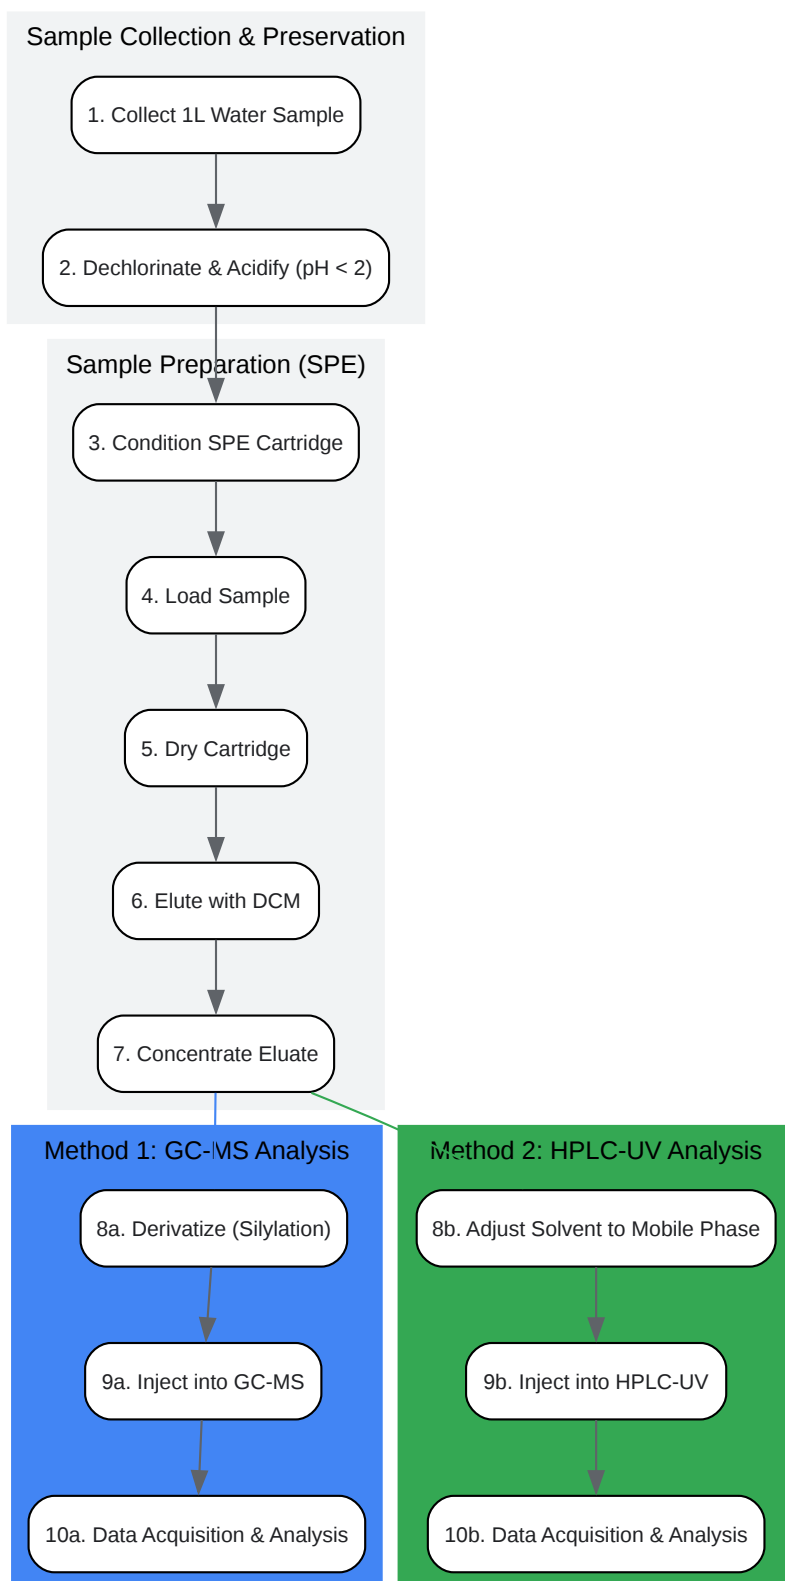 Sample Collection & Preservation
1. Collect 1L Water Sample
2. Dechlorinate & Acidify (pH < 2)
Sample Preparation (SPE)
3. Condition SPE Cartridge
4. Load Sample
5. Dry Cartridge
6. Elute with DCM
7. Concentrate Eluate
Method 1: GC-MS Analysis
8a. Derivatize (Silylation)
9a. Inject into GC-MS
10a. Data Acquisition & Analysis
Method 2: HPLC-UV Analysis
8b. Adjust Solvent to Mobile Phase
9b. Inject into HPLC-UV
10b. Data Acquisition & Analysis